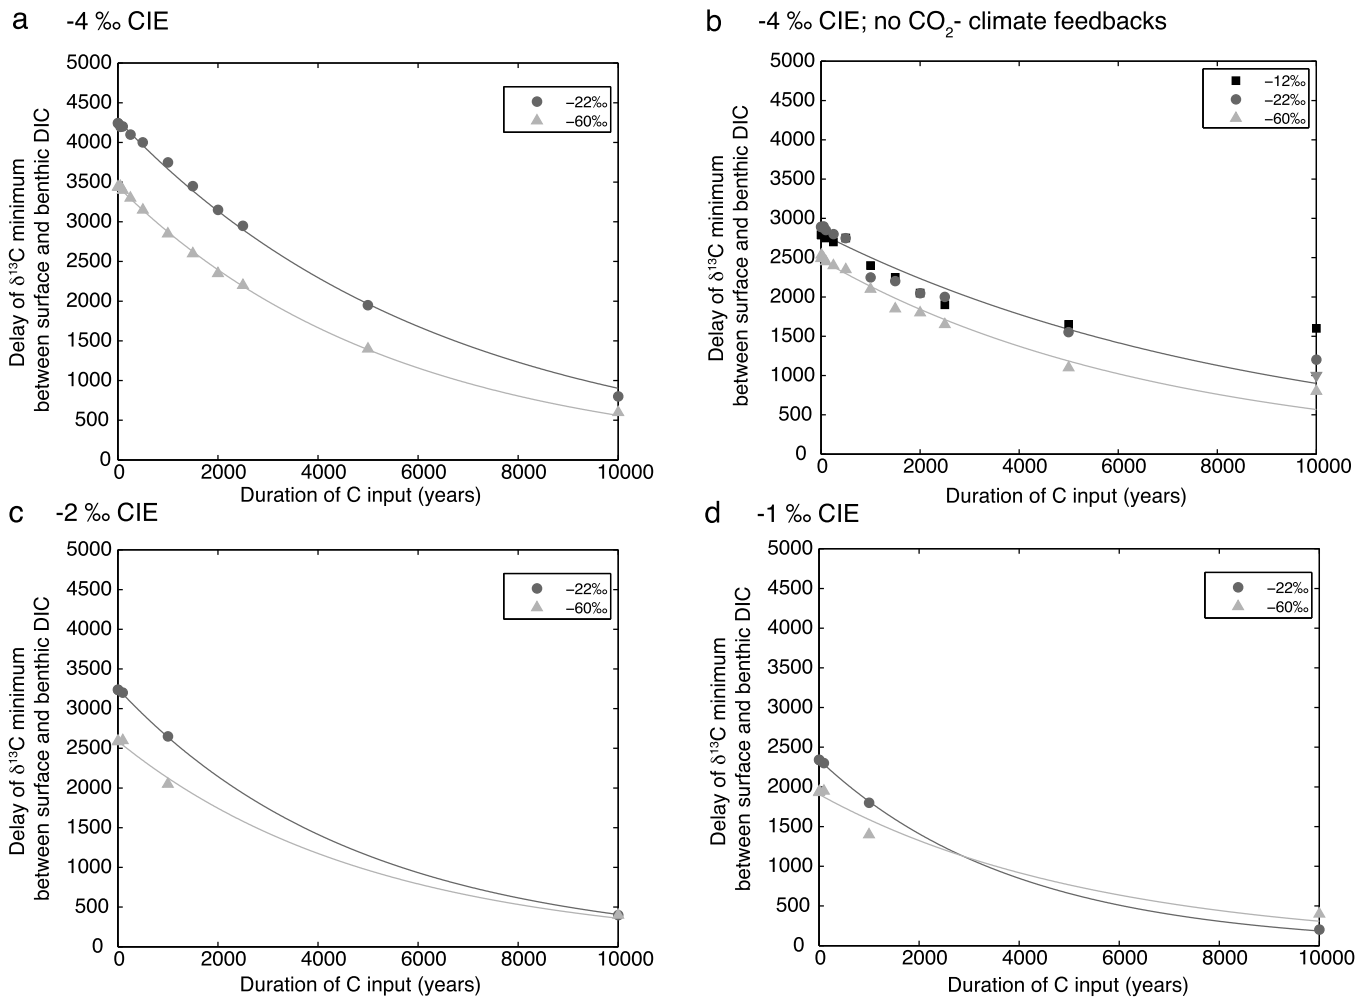 a -4 ‰ CIE
5000
4500
4000
3500
3000
2500
2000
1500
1000
500
0
0 2000 4000 6000 8000 10000
Delay of δ¹³C minimum
between surface and benthic DIC
Duration of C input (years)
−22‰
−60‰
b -4 ‰ CIE; no CO₂- climate feedbacks
5000
4500
4000
3500
3000
2500
2000
1500
1000
500
0
0 2000 4000 6000 8000 10000
Delay of δ¹³C minimum
between surface and benthic DIC
Duration of C input (years)
−12‰
−22‰
−60‰
c -2 ‰ CIE
5000
4500
4000
3500
3000
2500
2000
1500
1000
500
0
0 2000 4000 6000 8000 10000
Delay of δ¹³C minimum
between surface and benthic DIC
Duration of C input (years)
−22‰
−60‰
d -1 ‰ CIE
5000
4500
4000
3500
3000
2500
2000
1500
1000
500
0
0 2000 4000 6000 8000 10000
Delay of δ¹³C minimum
between surface and benthic DIC
Duration of C input (years)
−22‰
−60‰